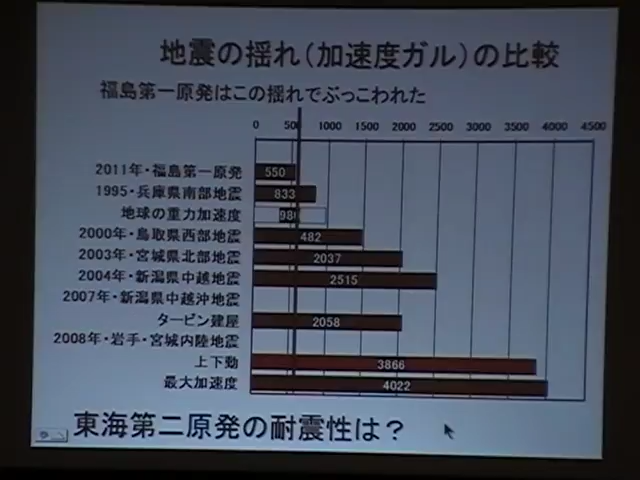 地震の揺れ（加速度ガル）の比較
福島第一原発はこの揺れでぶっこわれた
0 500 1000 1500 2000 2500 3000 3500 4000 4500
2011年・福島第一原発 550
1995・兵庫県南部地震 833
地球の重力加速度 980
2000年・鳥取県西部地震 482
2003年・宮城県北部地震 2037
2004年・新潟県中越地震 2515
2007年・新潟県中越沖地震
タービン建屋 2058
2008年・岩手・宮城内陸地震
上下動 3866
最大加速度 4022
東海第二原発の耐震性は？